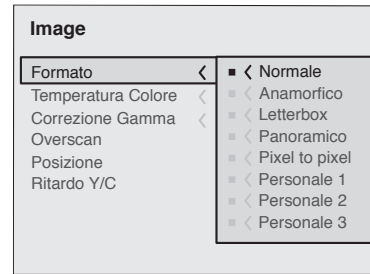 Image
Formato
Temperatura Colore
Correzione Gamma
Overscan
Posizione
Ritardo Y/C
Normale
Anamorfico
Letterbox
Panoramico
Pixel to pixel
Personale 1
Personale 2
Personale 3